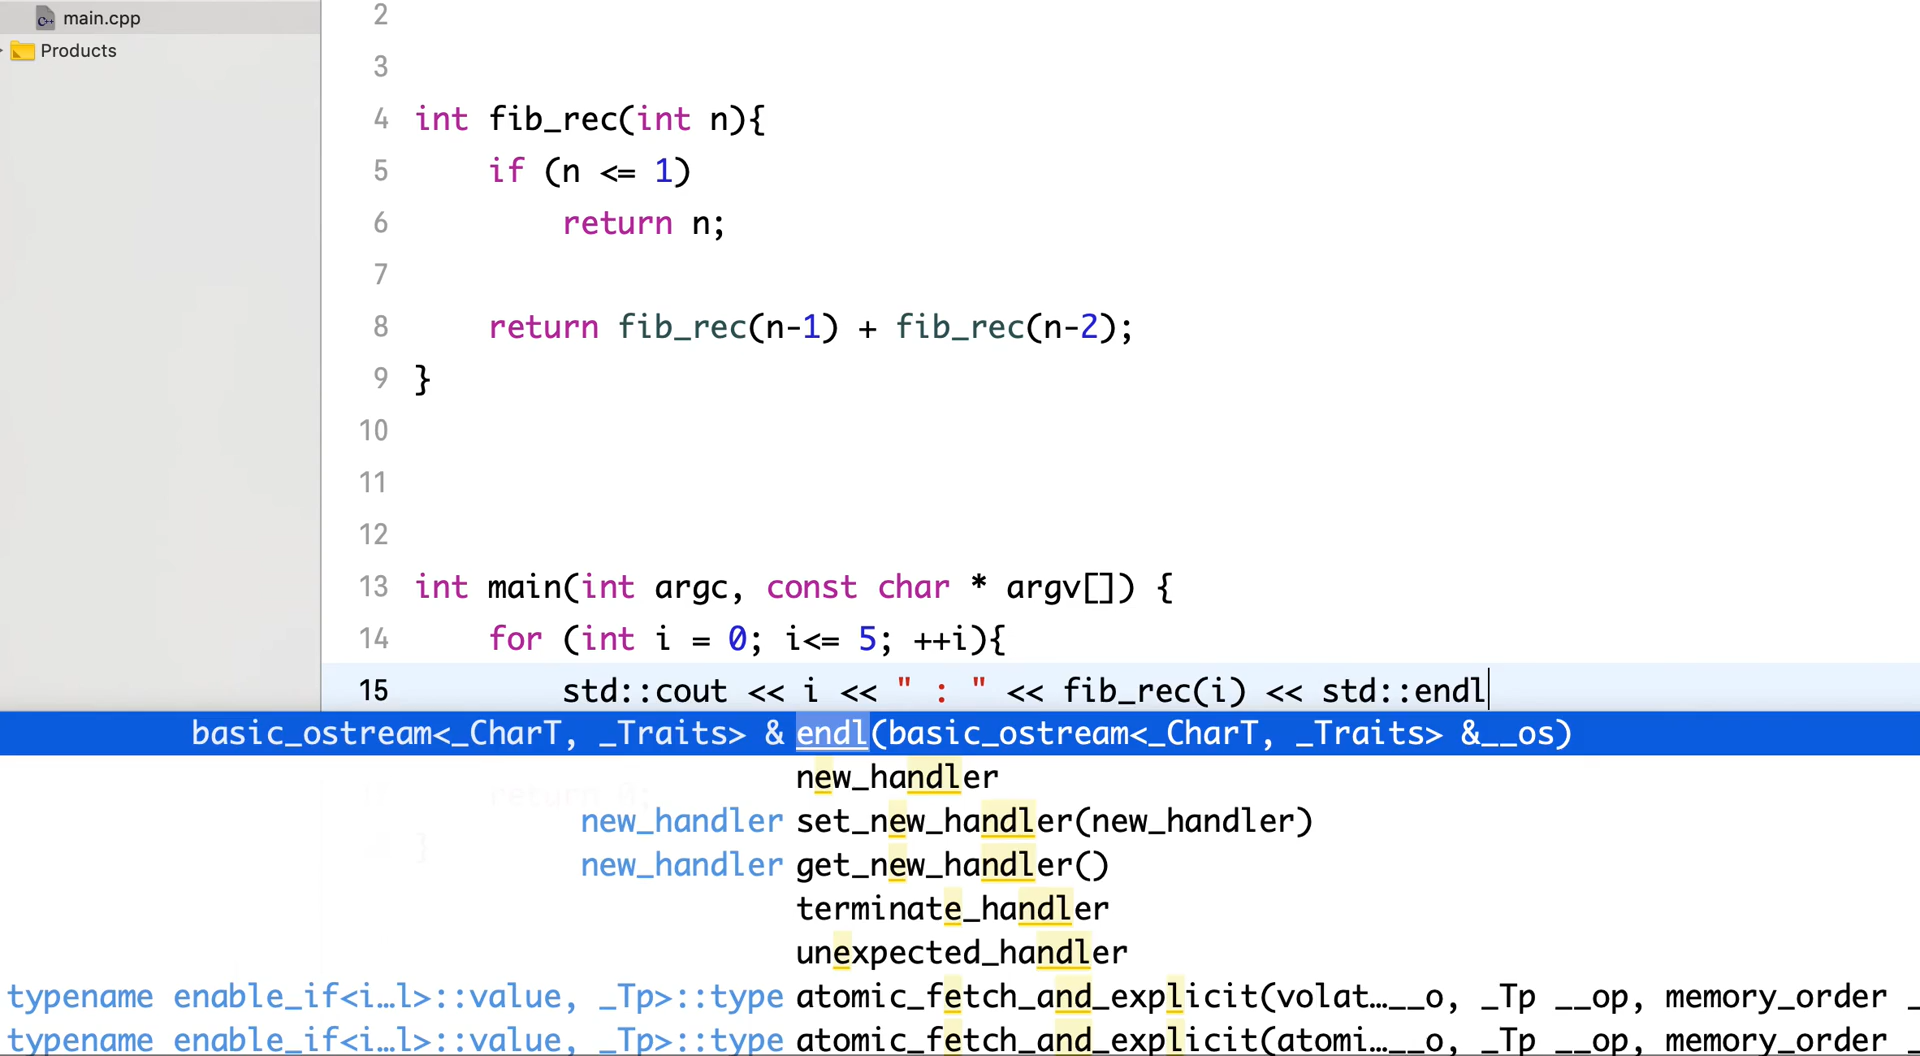 main.cpp
Products
2
3
4 int fib_rec(int n){
5 if (n <= 1)
6 return n;
7
8 return fib_rec(n-1) + fib_rec(n-2);
9 }
10
11
12
13 int main(int argc, const char * argv[]) {
14 for (int i = 0; i<= 5; ++i){
15 std::cout << i << " : " << fib_rec(i) << std::endl
basic_ostream<_CharT, _Traits> & endl(basic_ostream<_CharT, _Traits> &__os)
new_handler
return 0;
new_handler set_new_handler(new_handler)
}
new_handler get_new_handler()
terminate_handler
unexpected_handler
typename enable_if<i…l>::value, _Tp>::type atomic_fetch_and_explicit(volat…__o, _Tp __op, memory_order _
typename enable_if<i…l>::value, _Tp>::type atomic_fetch_and_explicit(atomi…__o, _Tp __op, memory_order _